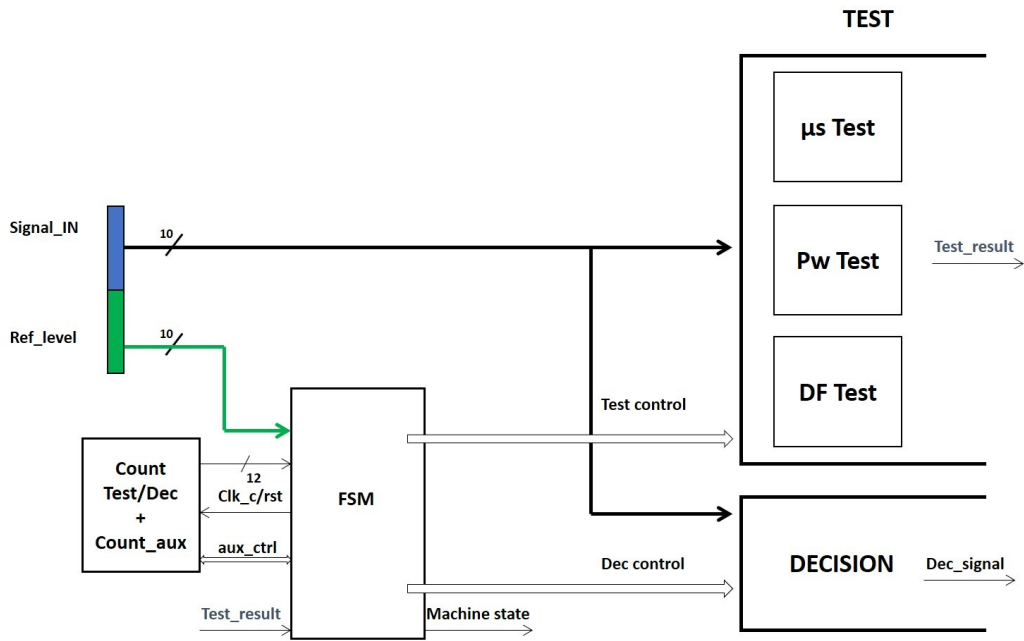 TEST
µs Test
Signal_IN
10
Pw Test
Test_result
Ref_level
10
DF Test
Test control
Count
Test/Dec
+
Count_aux
12
Clk_c/rst
FSM
aux_ctrl
Dec control
DECISION
Dec_signal
Test_result
Machine state